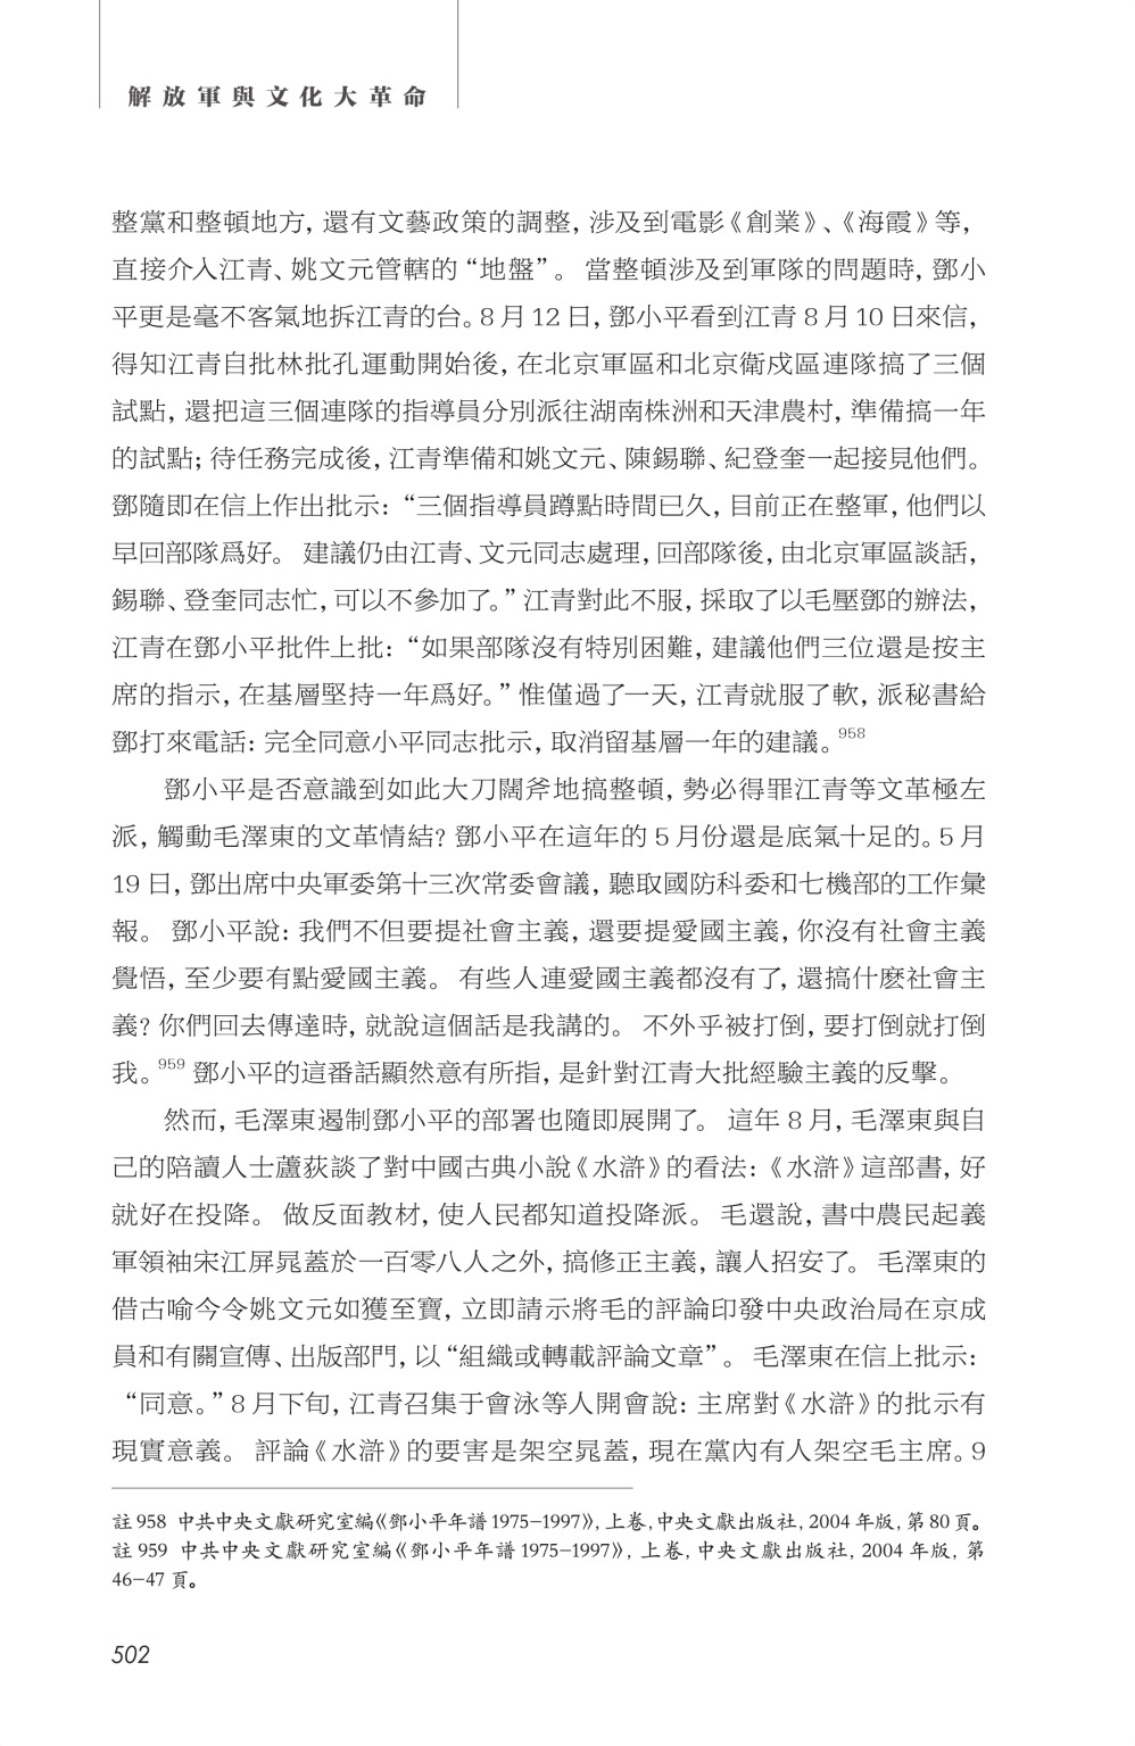 解放軍與文化大革命
整黨和整頓地方，還有文藝政策的調整，涉及到電影《創業》、《海霞》等，
直接介入江青、姚文元管轄的“地盤”。當整頓涉及到軍隊的問題時，鄧小
平更是毫不客氣地拆江青的台。8月12日，鄧小平看到江青8月10日來信，
得知江青自批林批孔運動開始後，在北京軍區和北京衛戍區連隊搞了三個
試點，還把這三個連隊的指導員分別派往湖南株洲和天津農村，準備搞一年
的試點；待任務完成後，江青準備和姚文元、陳錫聯、紀登奎一起接見他們。
鄧隨即在信上作出批示：“三個指導員蹲點時間已久，目前正在整軍，他們以
早回部隊爲好。建議仍由江青、文元同志處理，回部隊後，由北京軍區談話，
錫聯、登奎同志忙，可以不參加了。”江青對此不服，採取了以毛壓鄧的辦法，
江青在鄧小平批件上批：“如果部隊沒有特別困難，建議他們三位還是按主
席的指示，在基層堅持一年爲好。”惟僅過了一天，江青就服了軟，派秘書給
鄧打來電話：完全同意小平同志批示，取消留基層一年的建議。958
鄧小平是否意識到如此大刀闊斧地搞整頓，勢必得罪江青等文革極左
派，觸動毛澤東的文革情結？鄧小平在這年的5月份還是底氣十足的。5月
19日，鄧出席中央軍委第十三次常委會議，聽取國防科委和七機部的工作彙
報。鄧小平說：我們不但要提社會主義，還要提愛國主義，你沒有社會主義
覺悟，至少要有點愛國主義。有些人連愛國主義都沒有了，還搞什麽社會主
義？你們回去傳達時，就說這個話是我講的。不外乎被打倒，要打倒就打倒
我。959鄧小平的這番話顯然意有所指，是針對江青大批經驗主義的反擊。
然而，毛澤東遏制鄧小平的部署也隨即展開了。這年8月，毛澤東與自
己的陪讀人士蘆荻談了對中國古典小說《水滸》的看法：《水滸》這部書，好
就好在投降。做反面教材，使人民都知道投降派。毛還說，書中農民起義
軍領袖宋江屏晁蓋於一百零八人之外，搞修正主義，讓人招安了。毛澤東的
借古喻今令姚文元如獲至寶，立即請示將毛的評論印發中央政治局在京成
員和有關宣傳、出版部門，以“組織或轉載評論文章”。毛澤東在信上批示：
“同意。”8月下旬，江青召集于會泳等人開會說：主席對《水滸》的批示有
現實意義。評論《水滸》的要害是架空晁蓋，現在黨內有人架空毛主席。9
註958 中共中央文獻研究室編《鄧小平年譜1975–1997》，上卷，中央文獻出版社，2004年版，第80頁。
註959 中共中央文獻研究室編《鄧小平年譜1975–1997》，上卷，中央文獻出版社，2004年版，第
46–47頁。
502